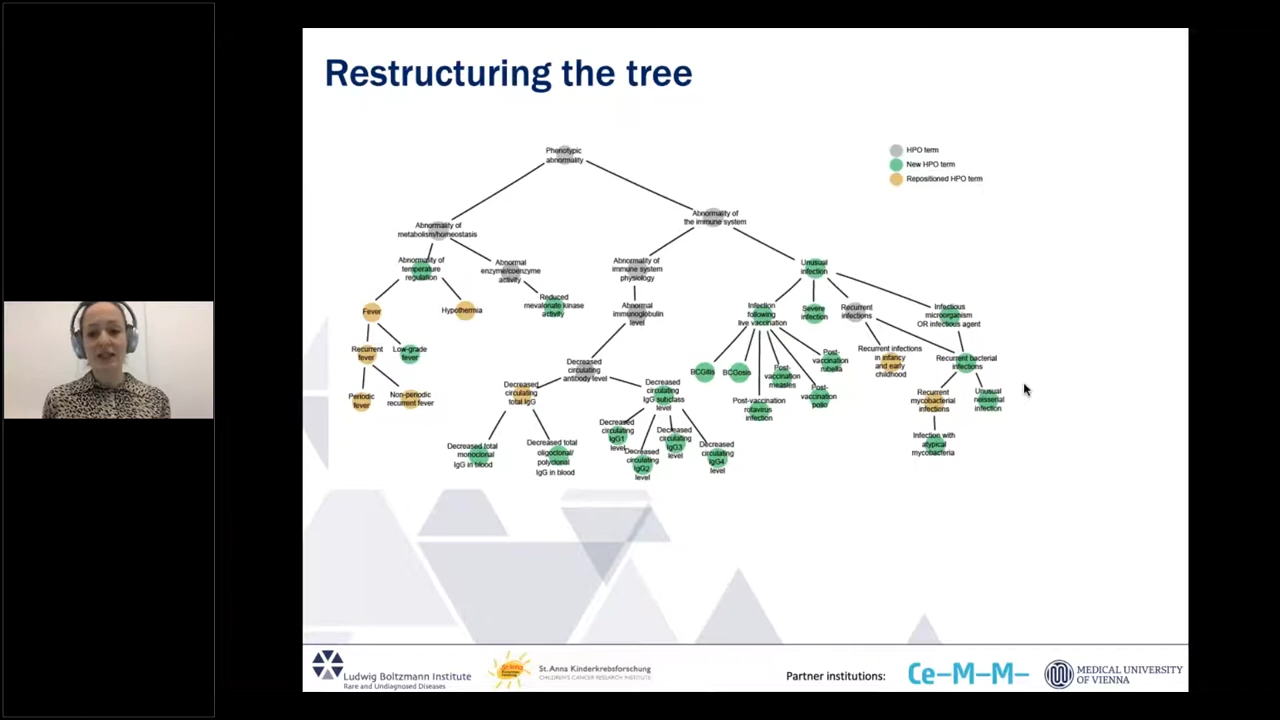 Restructuring the tree
Phenotypic
abnormality
HPO term
New HPO term
Repositioned HPO term
Abnormality of
the immune system
Abnormality of
metabolism/homeostasis
Abnormality of
temperature
regulation
Abnormal
enzyme/coenzyme
activity
Abnormality of
immune system
physiology
Unusual
infection
Fever
Hypothermia
Reduced
mevalonate kinase
activity
Abnormal
immunoglobulin
level
Infection
following
live vaccination
Severe
infection
Recurrent
infections
Infectious
microorganism
OR infectious agent
Recurrent
fever
Low-grade
fever
Decreased
circulating
antibody level
BCGitis
BCGosis
Post-
vaccination
measles
Post-
vaccination
rubella
Recurrent infections
in infancy
and early
childhood
Recurrent bacterial
infections
Periodic
fever
Non-periodic
recurrent fever
Decreased
circulating
total IgG
Decreased
circulating
IgG subclass
level
Post-vaccination
rotavirus
infection
Post-
vaccination
polio
Recurrent
mycobacterial
infections
Unusual
neisserial
infection
Decreased total
monoclonal
IgG in blood
Decreased total
oligoclonal/
polyclonal
IgG in blood
Decreased
circulating
IgG1
level
Decreased
circulating
IgG2
level
Decreased
circulating
IgG3
level
Decreased
circulating
IgG4
level
Infection with
atypical
mycobacteria
Ludwig Boltzmann Institute
Rare and Undiagnosed Diseases
St. Anna Kinderkrebsforschung
CHILDREN'S CANCER RESEARCH INSTITUTE
Partner institutions:
Ce-M-M-
MEDICAL UNIVERSITY
OF VIENNA